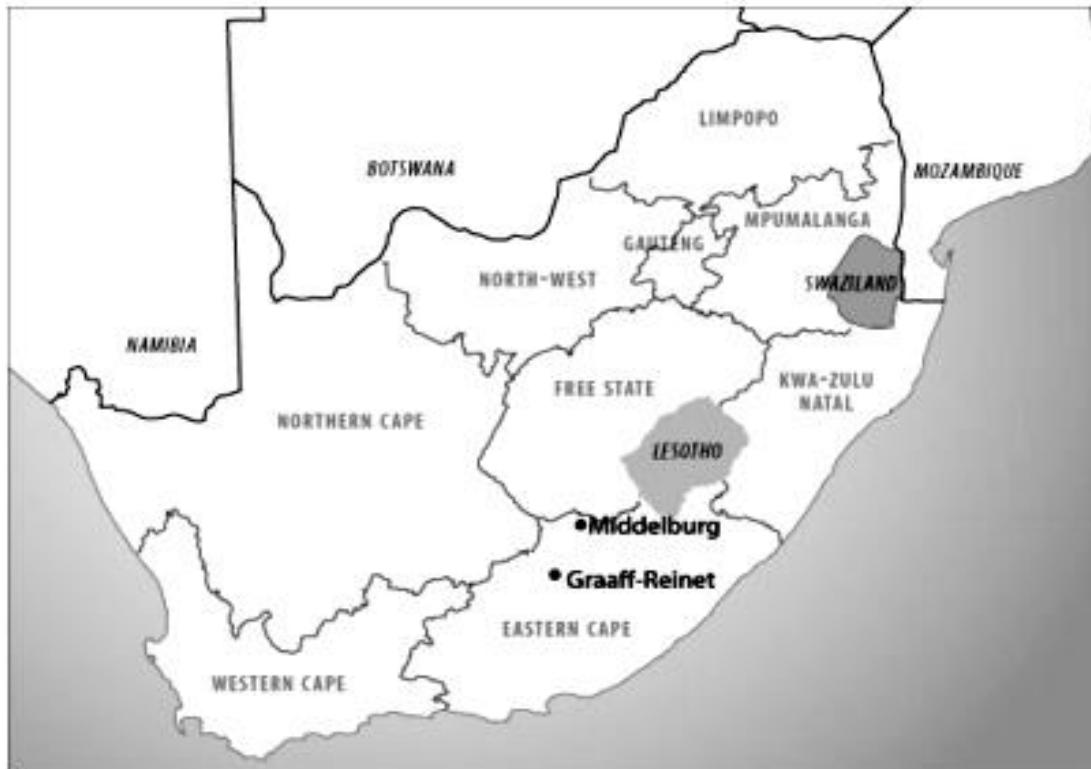 LIMPOPO
BOTSWANA
MOZAMBIQUE
MPUMALANGA
GAUTENG
NORTH-WEST
SWAZILAND
NAMIBIA
FREE STATE
KWA-ZULU
NATAL
NORTHERN CAPE
LESOTHO
Middelburg
Graaff-Reinet
EASTERN CAPE
WESTERN CAPE